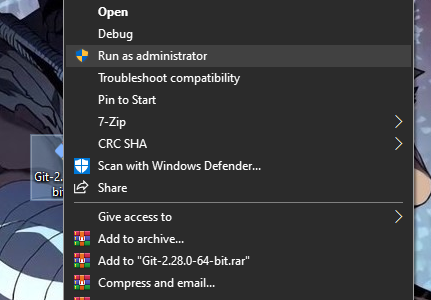 Open
Debug
Run as administrator
Troubleshoot compatibility
Pin to Start
7-Zip
CRC SHA
Scan with Windows Defender...
Share
Give access to
Add to archive...
Add to "Git-2.28.0-64-bit.rar"
Compress and email...
Git-2.
bi